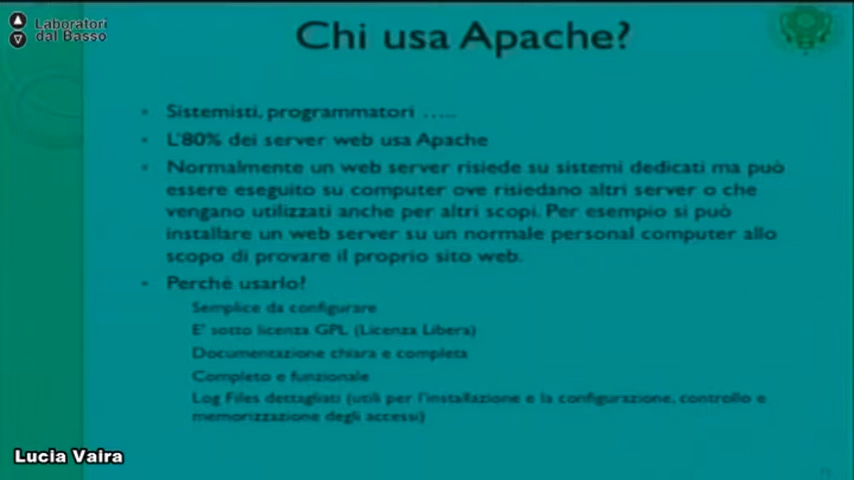 Laboratori
dal Basso
Chi usa Apache?
Sistemisti, programmatori …..
L'80% dei server web usa Apache
Normalmente un web server risiede su sistemi dedicati ma può
essere eseguito su computer ove risiedano altri server o che
vengano utilizzati anche per altri scopi. Per esempio si può
installare un web server su un normale personal computer allo
scopo di provare il proprio sito web.
Perché usarlo?
Semplice da configurare
E' sotto licenza GPL (Licenza Libera)
Documentazione chiara e completa
Completo e funzionale
Log Files dettagliati (utili per l'installazione e la configurazione, controllo e
memorizzazione degli accessi)
Lucia Vaira